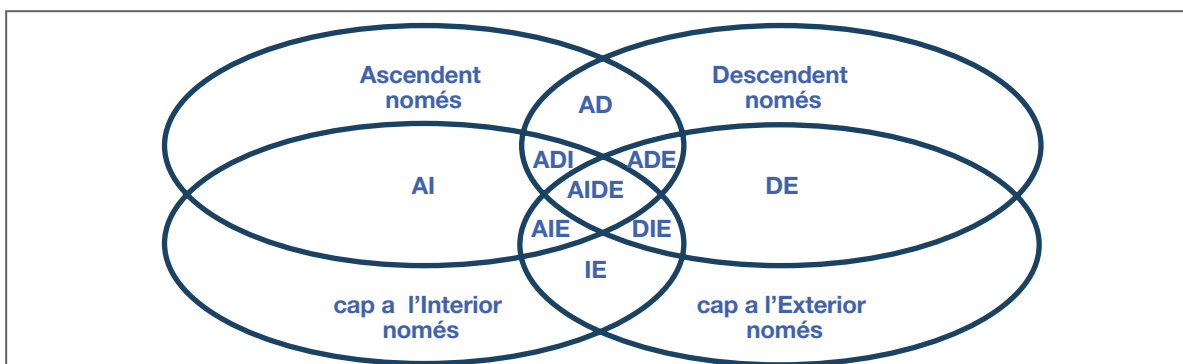 Ascendent
només
Descendent
només
AD
ADI
ADE
AI
AIDE
DE
AIE
DIE
IE
cap a l’Interior
només
cap a l’Exterior
només